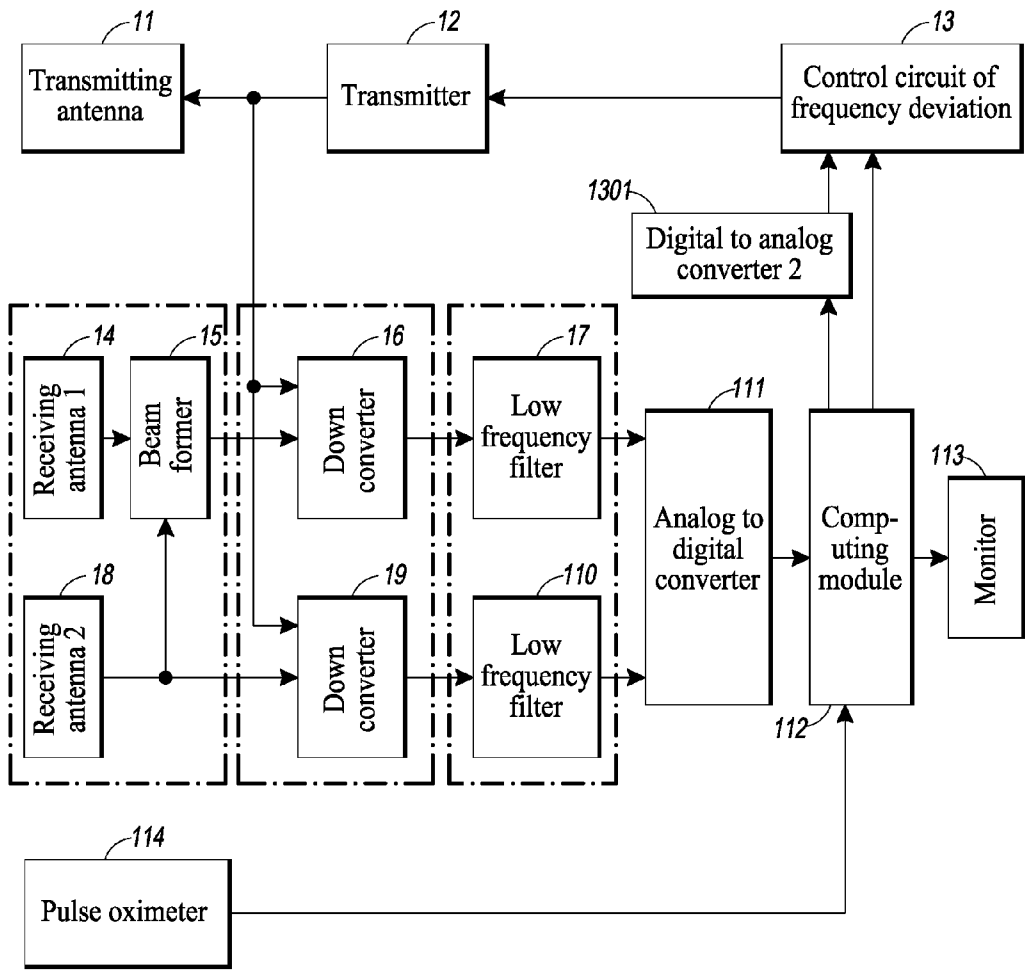 11
12
13
Transmitting
antenna
Transmitter
Control circuit of
frequency deviation
1301
Digital to analog
converter 2
14
15
16
17
Receiving
antenna 1
Beam
former
Down
converter
Low
frequency
filter
111
Analog to
digital
converter
Comp-
uting
module
112
113
Monitor
18
19
110
Receiving
antenna 2
Down
converter
Low
frequency
filter
114
Pulse oximeter